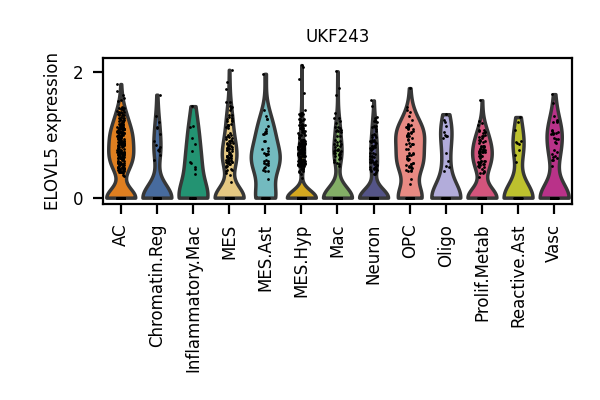 UKF243
ELOVL5 expression
2
0
AC
Chromatin.Reg
Inflammatory.Mac
MES
MES.Ast
MES.Hyp
Mac
Neuron
OPC
Oligo
Prolif.Metab
Reactive.Ast
Vasc